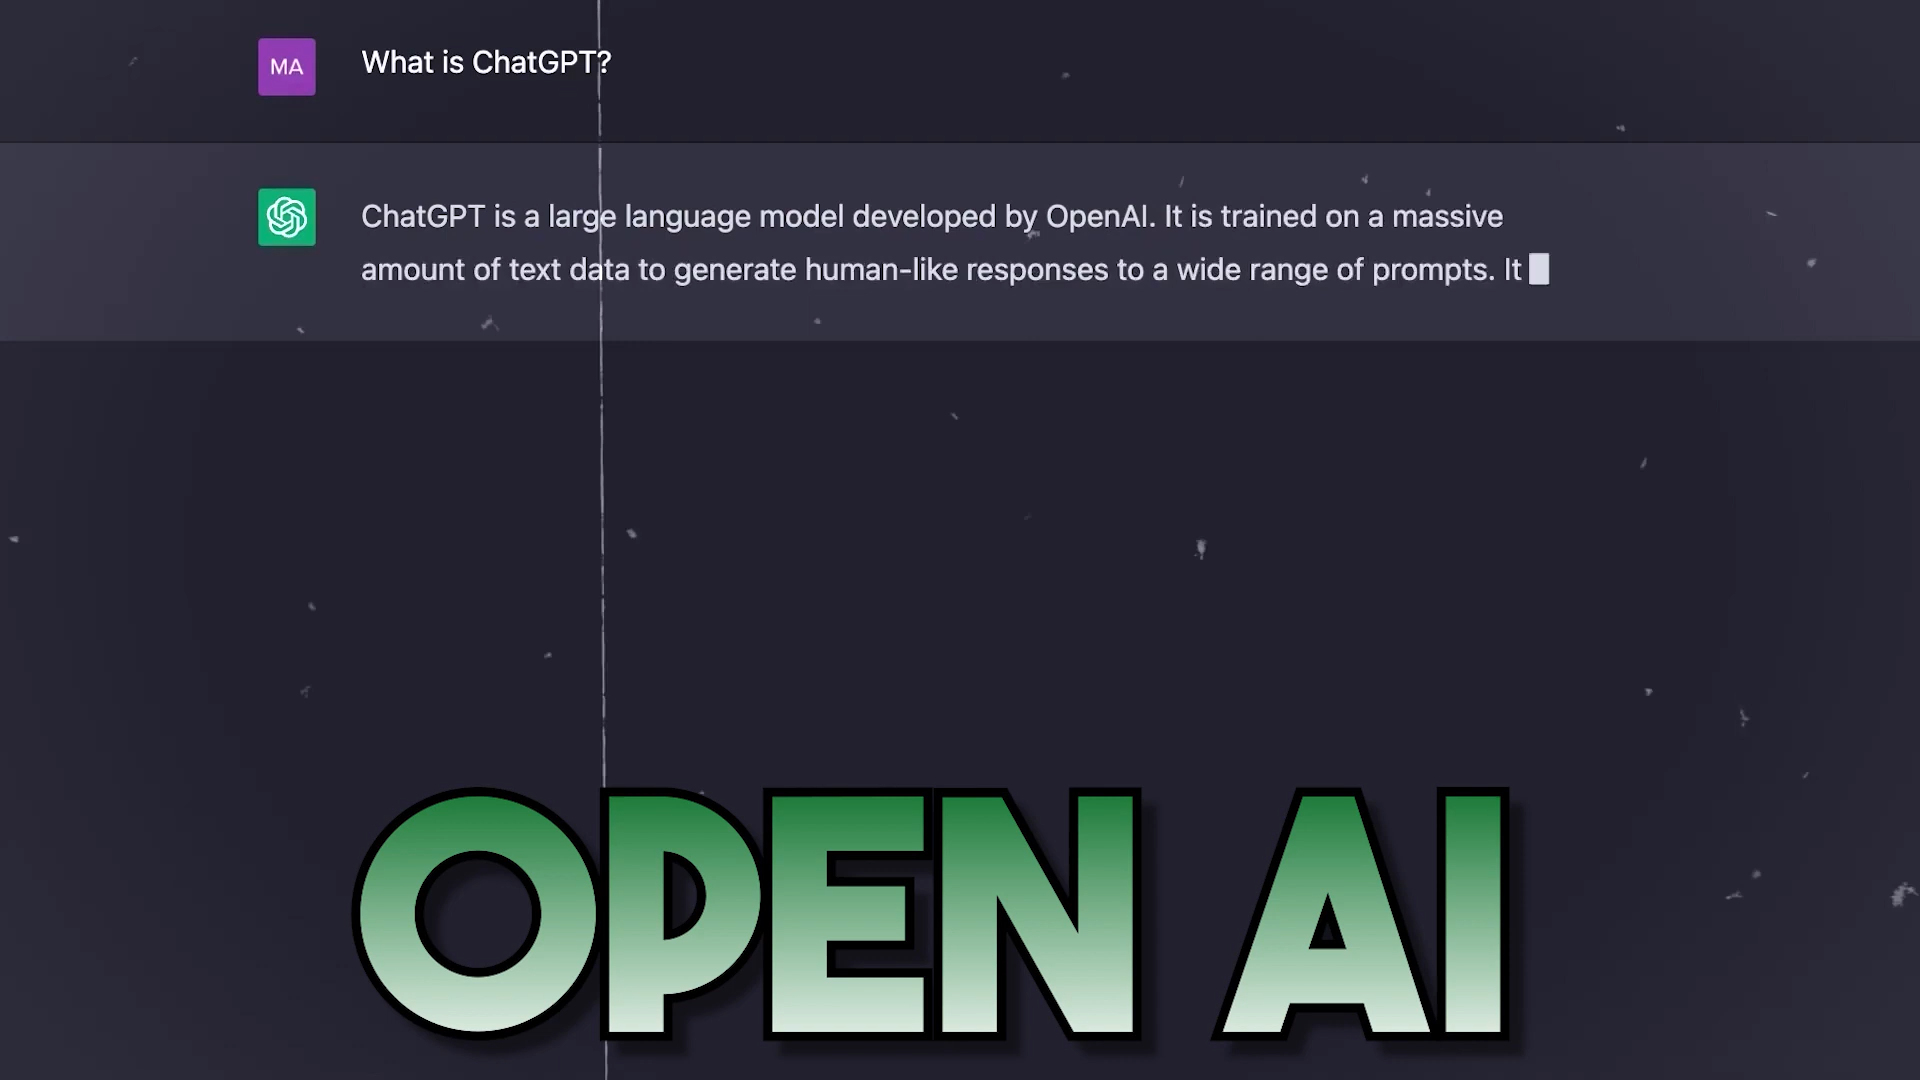 MA
What is ChatGPT?
ChatGPT is a large language model developed by OpenAI. It is trained on a massive
amount of text data to generate human-like responses to a wide range of prompts. It
OPEN AI